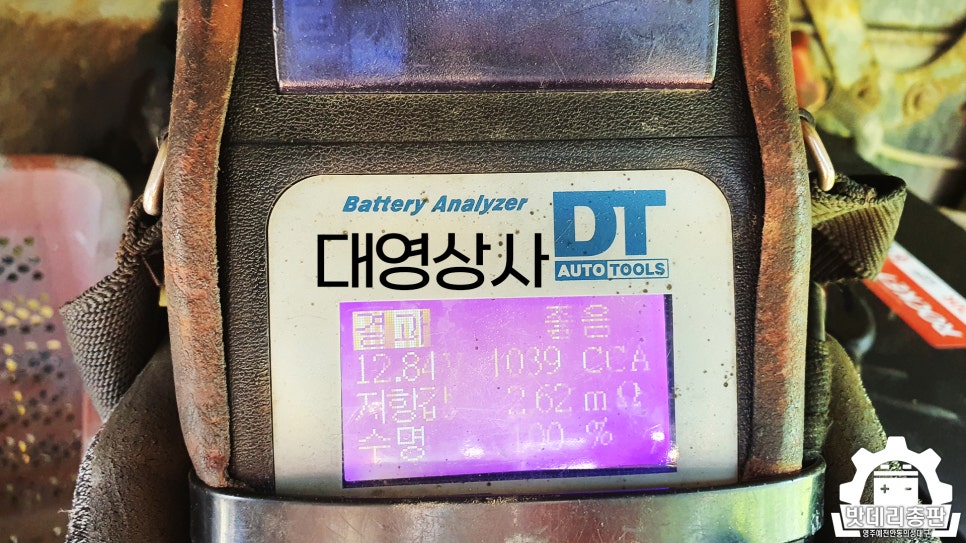 Battery Analyzer
DT
AUTO TOOLS
대영상사
결과 좋음
12.84V 1039 CCA
저항값 2.62 mΩ
수명 100 %
밧데리총판